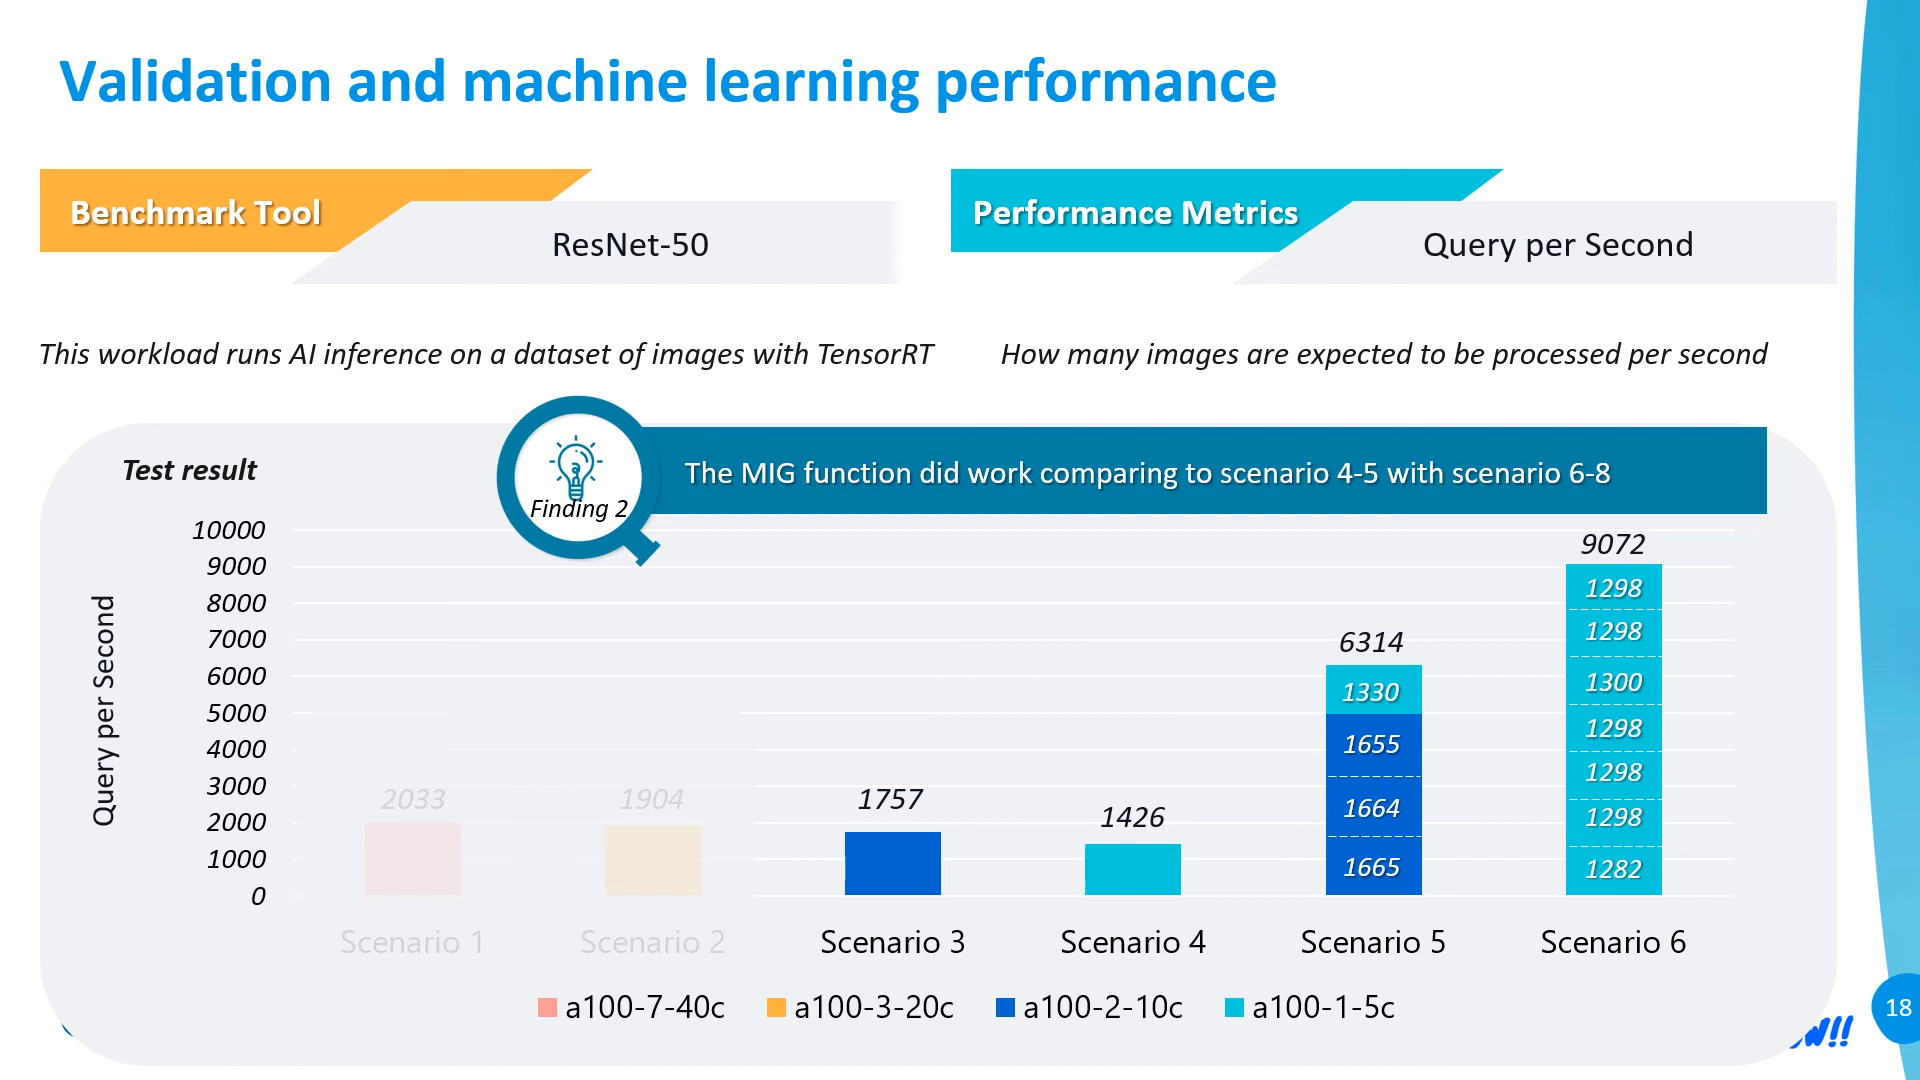 Validation and machine learning performance
Benchmark Tool
ResNet-50
Performance Metrics
Query per Second
This workload runs AI inference on a dataset of images with TensorRT
How many images are expected to be processed per second
Test result
Finding 2
The MIG function did work comparing to scenario 4-5 with scenario 6-8
Query per Second
10000
9000
8000
7000
6000
5000
4000
3000
2000
1000
0
2033
1904
1757
1426
6314
1330
1655
1664
1665
9072
1298
1298
1300
1298
1298
1298
1282
Scenario 1
Scenario 2
Scenario 3
Scenario 4
Scenario 5
Scenario 6
a100-7-40c
a100-3-20c
a100-2-10c
a100-1-5c
18